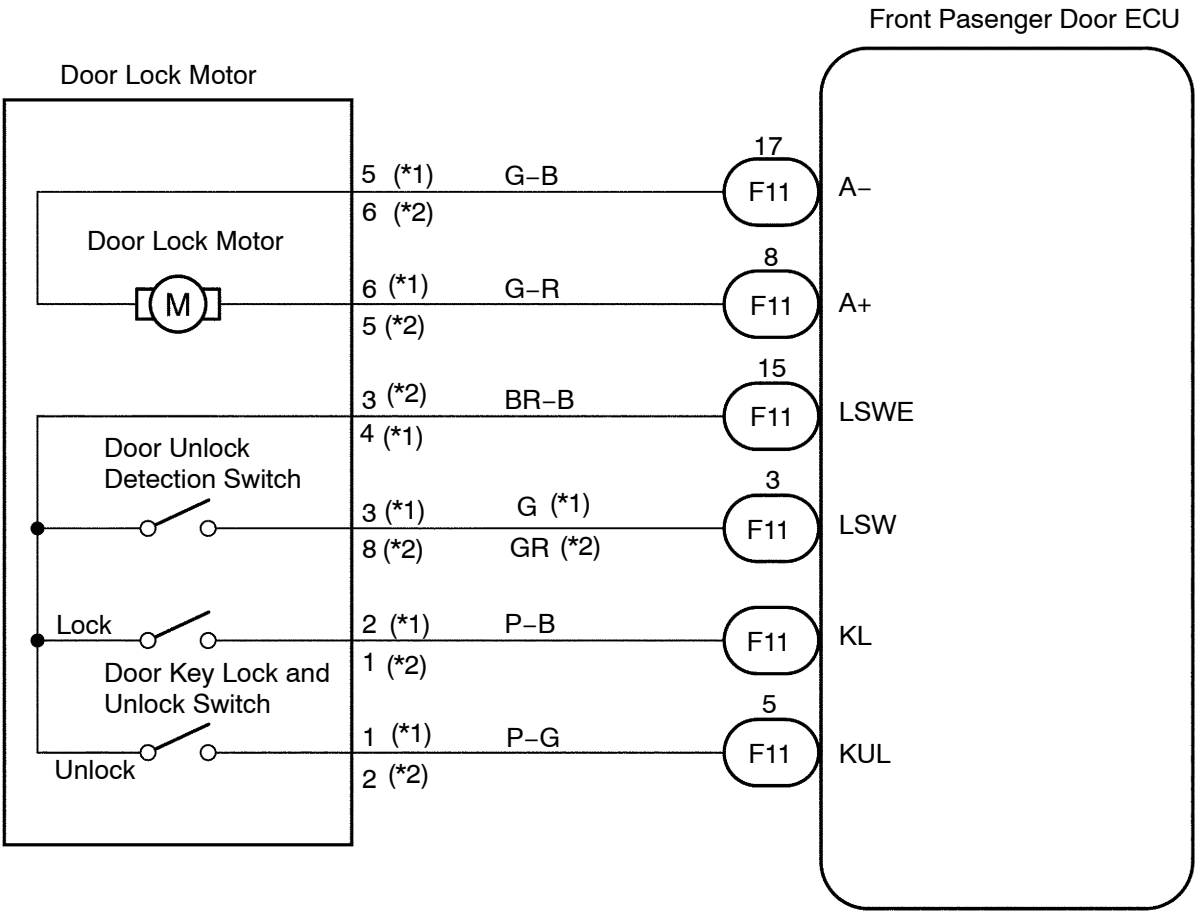 Front Pasenger Door ECU
Door Lock Motor
17
5 (*1) G−B
F11 A−
6 (*2)
Door Lock Motor
8
6 (*1) G−R
M
F11 A+
5 (*2)
15
3 (*2) BR−B
F11 LSWE
4 (*1)
Door Unlock
Detection Switch
3
3 (*1) G (*1)
F11 LSW
8 (*2) GR (*2)
Lock
2 (*1) P−B
F11 KL
1 (*2)
Door Key Lock and
Unlock Switch
5
1 (*1) P−G
F11 KUL
Unlock
2 (*2)